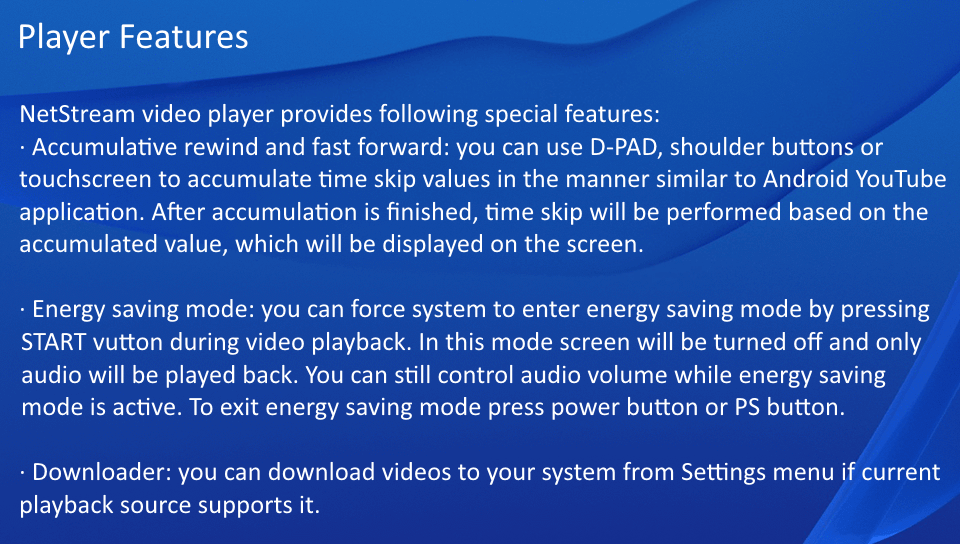 Player Features
NetStream video player provides following special features:
· Accumulative rewind and fast forward: you can use D-PAD, shoulder buttons or
touchscreen to accumulate time skip values in the manner similar to Android YouTube
application. After accumulation is finished, time skip will be performed based on the
accumulated value, which will be displayed on the screen.
· Energy saving mode: you can force system to enter energy saving mode by pressing
START vutton during video playback. In this mode screen will be turned off and only
audio will be played back. You can still control audio volume while energy saving
mode is active. To exit energy saving mode press power button or PS button.
· Downloader: you can download videos to your system from Settings menu if current
playback source supports it.